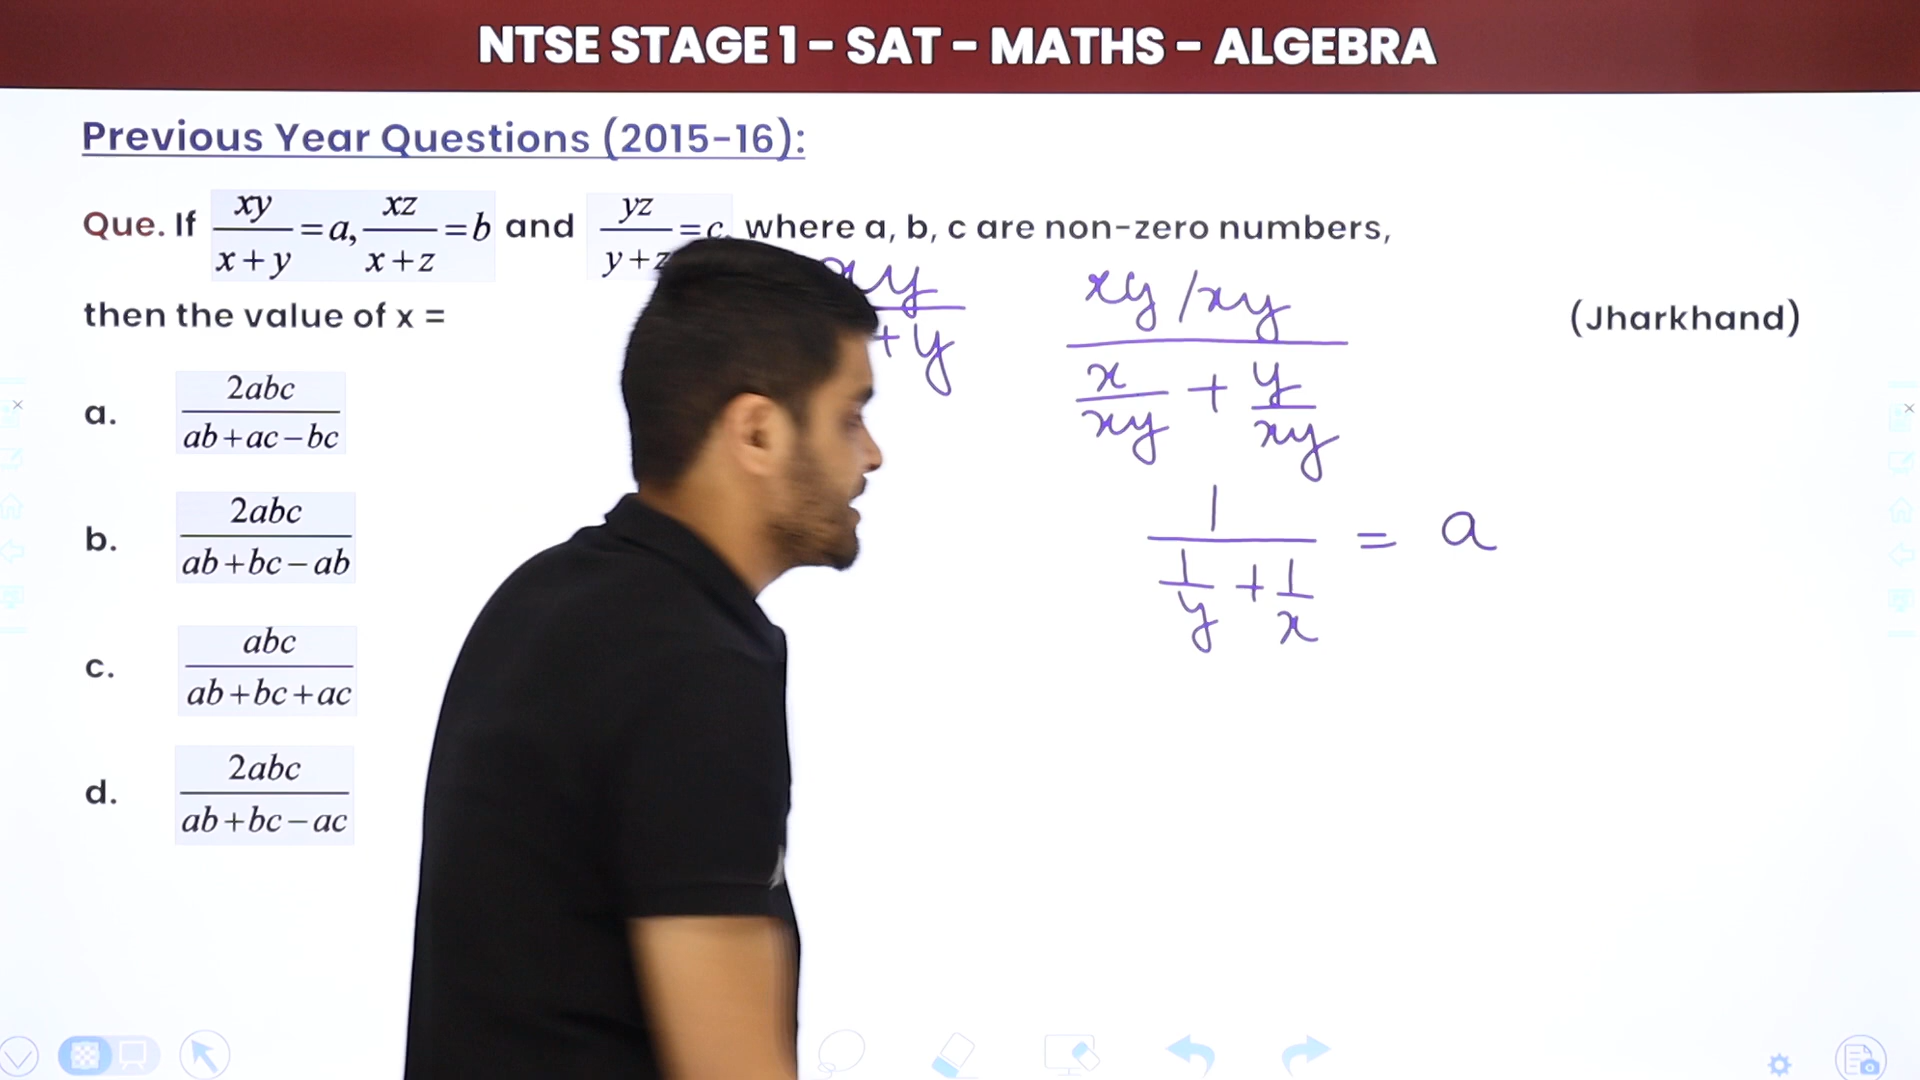 NTSE STAGE 1 – SAT – MATHS – ALGEBRA
Previous Year Questions (2015-16):
Que. If xy/x+y = a, xz/x+z = b and yz/y+z = c, where a, b, c are non-zero numbers,
then the value of x =
(Jharkhand)
a. 2abc/ab+ac−bc
b. 2abc/ab+bc−ab
c. abc/ab+bc+ac
d. 2abc/ab+bc−ac
xy
+y
xy/xy
x/xy + y/xy
1
1/y + 1/x = a